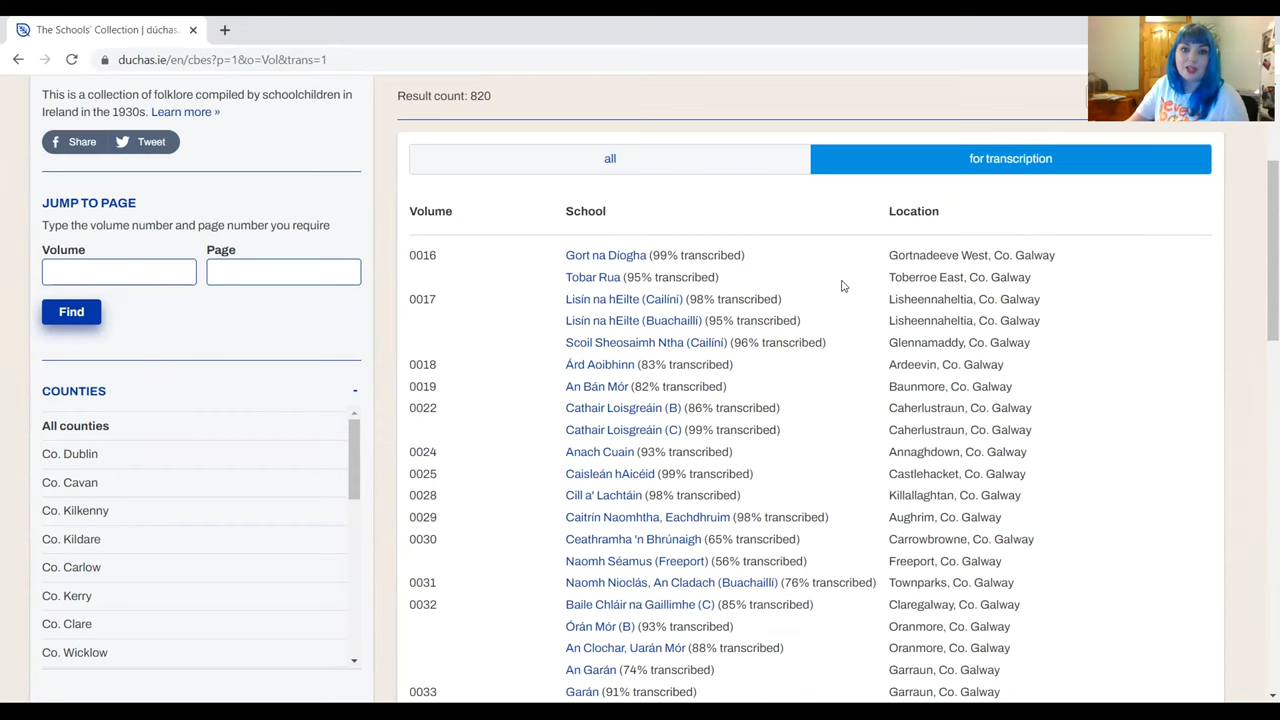 The Schools' Collection | dúchas.
duchas.ie/en/cbes?p=1&o=Vol&trans=1
This is a collection of folklore compiled by schoolchildren in
Ireland in the 1930s. Learn more »
Share Tweet
JUMP TO PAGE
Type the volume number and page number you require
Volume Page
Find
COUNTIES -
All counties
Co. Dublin
Co. Cavan
Co. Kilkenny
Co. Kildare
Co. Carlow
Co. Kerry
Co. Clare
Co. Wicklow
Result count: 820
all for transcription
Volume School Location
0016 Gort na Díogha (99% transcribed) Gortnadeeve West, Co. Galway
Tobar Rua (95% transcribed) Toberroe East, Co. Galway
0017 Lisín na hEilte (Cailíní) (98% transcribed) Lisheennaheltia, Co. Galway
Lisín na hEilte (Buachaillí) (95% transcribed) Lisheennaheltia, Co. Galway
Scoil Sheosaimh Ntha (Cailíní) (96% transcribed) Glennamaddy, Co. Galway
0018 Árd Aoibhinn (83% transcribed) Ardeevin, Co. Galway
0019 An Bán Mór (82% transcribed) Baunmore, Co. Galway
0022 Cathair Loisgreáin (B) (86% transcribed) Caherlustraun, Co. Galway
Cathair Loisgreáin (C) (99% transcribed) Caherlustraun, Co. Galway
0024 Anach Cuain (93% transcribed) Annaghdown, Co. Galway
0025 Caisleán hAicéid (99% transcribed) Castlehacket, Co. Galway
0028 Cill a' Lachtáin (98% transcribed) Killallaghtan, Co. Galway
0029 Caitrín Naomhtha, Eachdhruim (98% transcribed) Aughrim, Co. Galway
0030 Ceathramha 'n Bhrúnaigh (65% transcribed) Carrowbrowne, Co. Galway
Naomh Séamus (Freeport) (56% transcribed) Freeport, Co. Galway
0031 Naomh Nioclás, An Cladach (Buachaillí) (76% transcribed) Townparks, Co. Galway
0032 Baile Chláir na Gaillimhe (C) (85% transcribed) Claregalway, Co. Galway
Órán Mór (B) (93% transcribed) Oranmore, Co. Galway
An Clochar, Uarán Mór (88% transcribed) Oranmore, Co. Galway
An Garán (74% transcribed) Garraun, Co. Galway
0033 Garán (91% transcribed) Garraun, Co. Galway